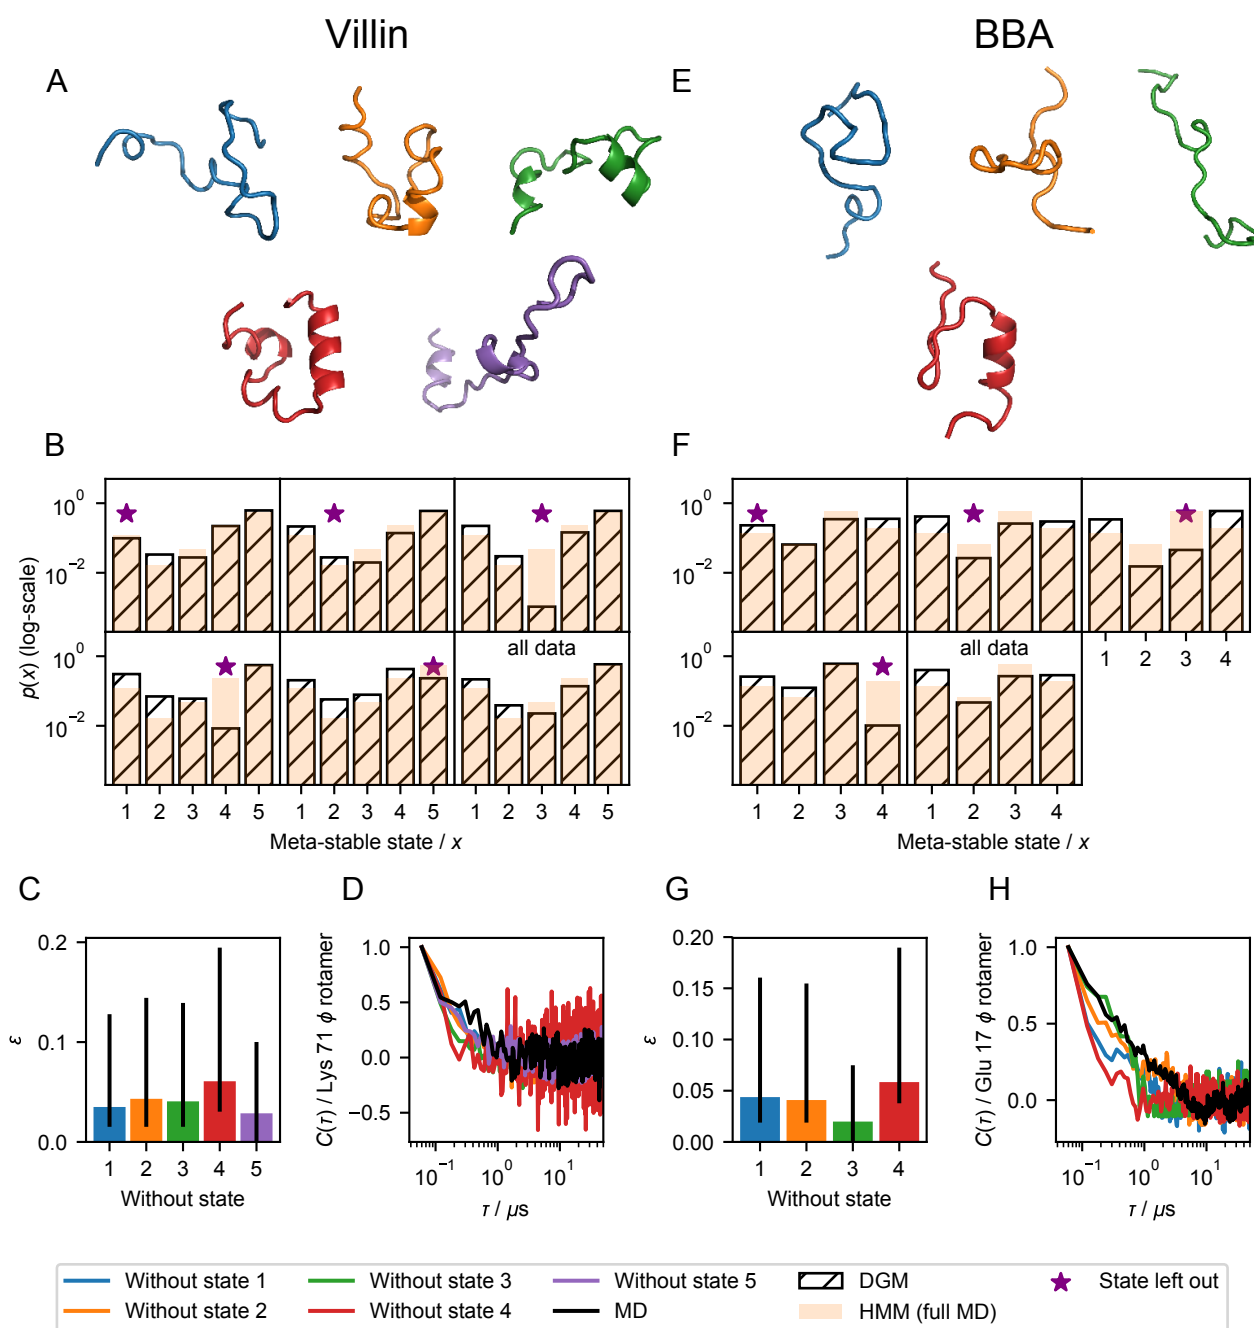 Villin
BBA
A
E
B
F
p(x) (log-scale)
10^0
10^-2
10^0
10^-2
all data
1 2 3 4 5
1 2 3 4 5
1 2 3 4 5
Meta-stable state / x
10^0
10^-2
10^0
10^-2
all data
1 2 3 4
1 2 3 4
1 2 3 4
Meta-stable state / x
C
D
G
H
ε
0.2
0.1
0.0
1 2 3 4 5
Without state
C(τ) / Lys 71 ϕ rotamer
1.0
0.5
0.0
−0.5
10^-1 10^0 10^1
τ / μs
ε
0.20
0.15
0.10
0.05
0.00
1 2 3 4
Without state
C(τ) / Glu 17 ϕ rotamer
1.0
0.5
0.0
10^-1 10^0 10^1
τ / μs
Without state 1
Without state 3
Without state 5
DGM
State left out
Without state 2
Without state 4
MD
HMM (full MD)